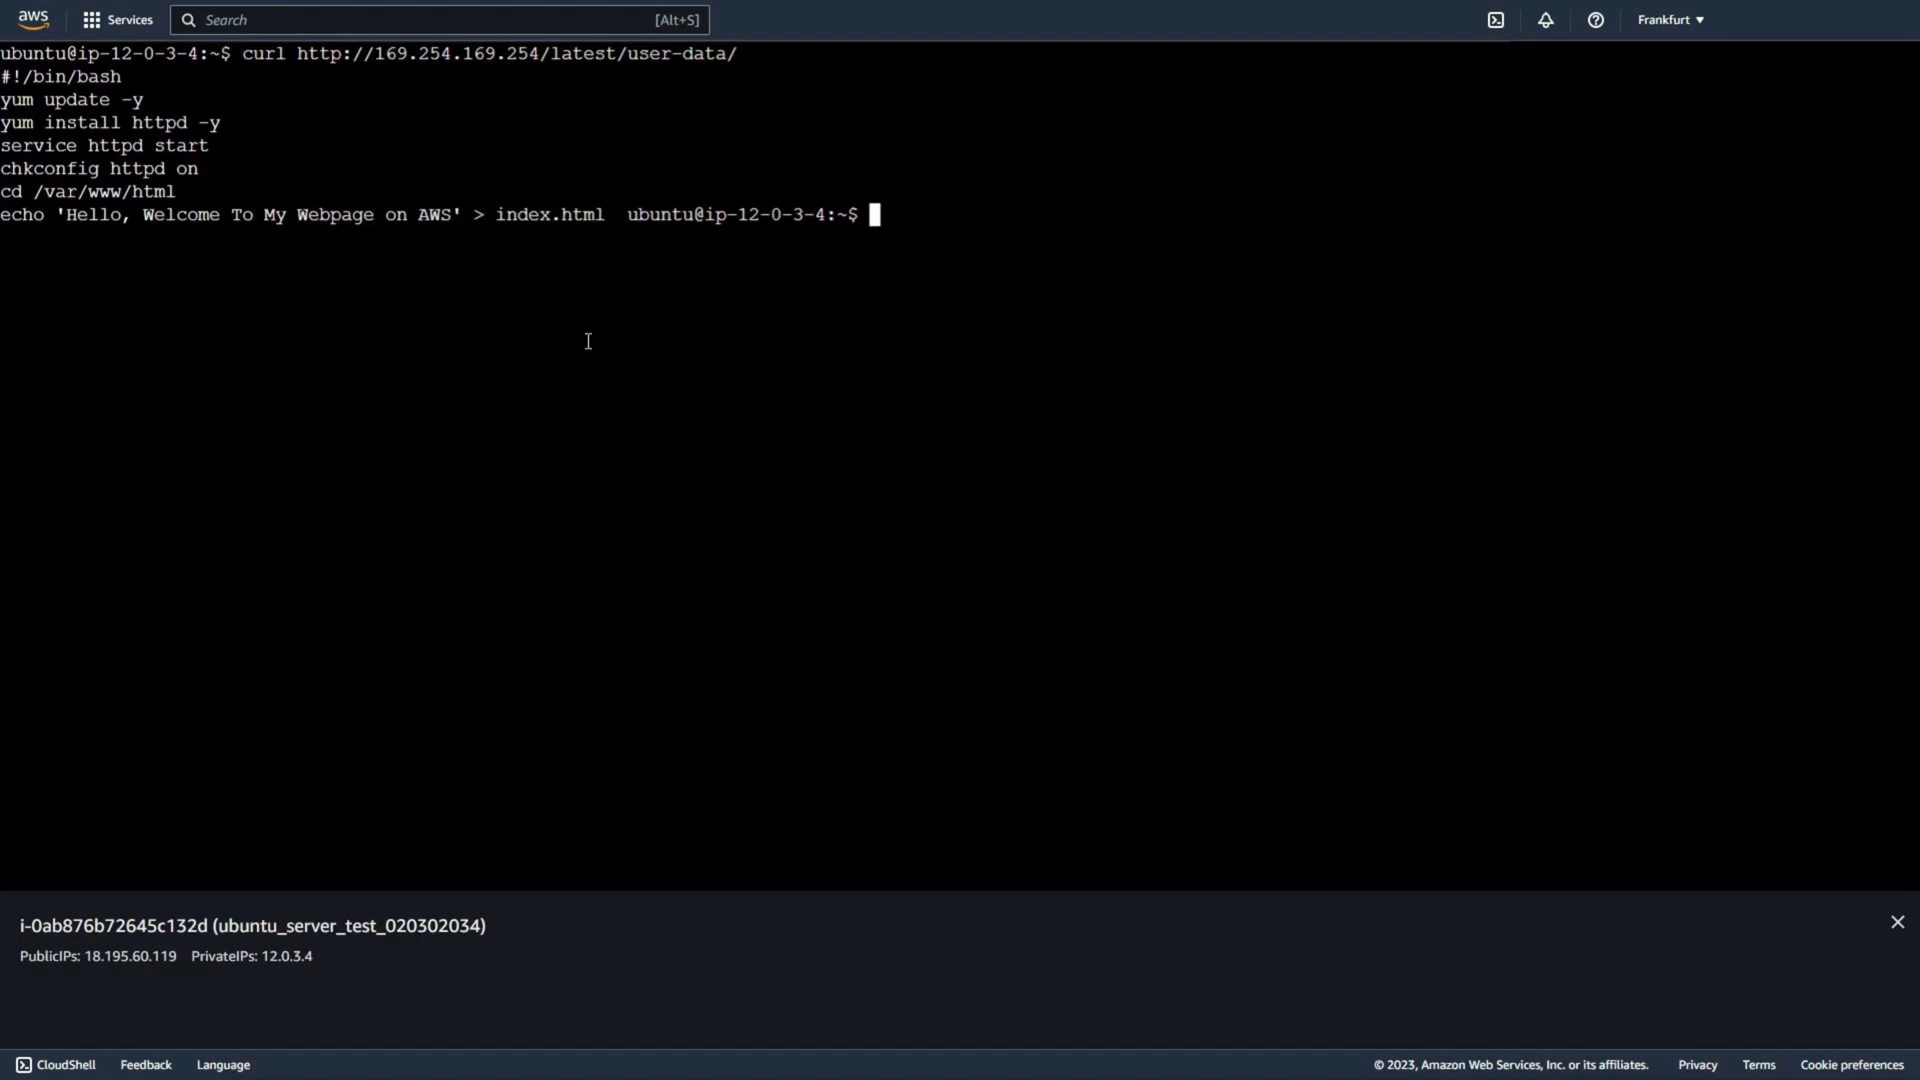 aws Services Search [Alt+S] Frankfurt
ubuntu@ip-12-0-3-4:~$ curl http://169.254.169.254/latest/user-data/
#!/bin/bash
yum update -y
yum install httpd -y
service httpd start
chkconfig httpd on
cd /var/www/html
echo 'Hello, Welcome To My Webpage on AWS' > index.html  ubuntu@ip-12-0-3-4:~$
i-0ab876b72645c132d (ubuntu_server_test_020302034)
PublicIPs: 18.195.60.119 PrivateIPs: 12.0.3.4
CloudShell Feedback Language © 2023, Amazon Web Services, Inc. or its affiliates. Privacy Terms Cookie preferences